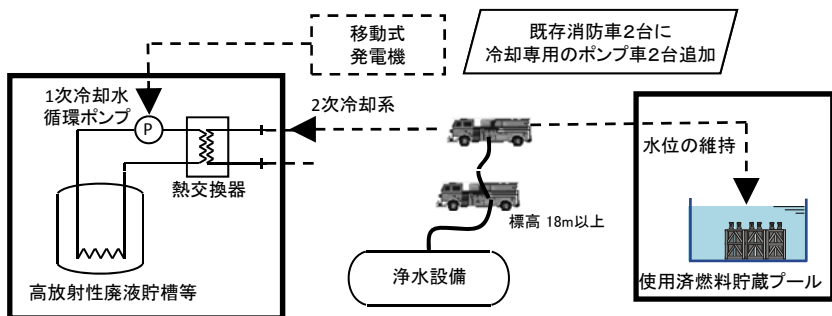 移動式
発電機
既存消防車２台に
冷却専用のポンプ車２台追加
1次冷却水
循環ポンプ
P
2次冷却系
熱交換器
高放射性廃液貯槽等
標高 18m以上
浄水設備
水位の維持
使用済燃料貯蔵プール